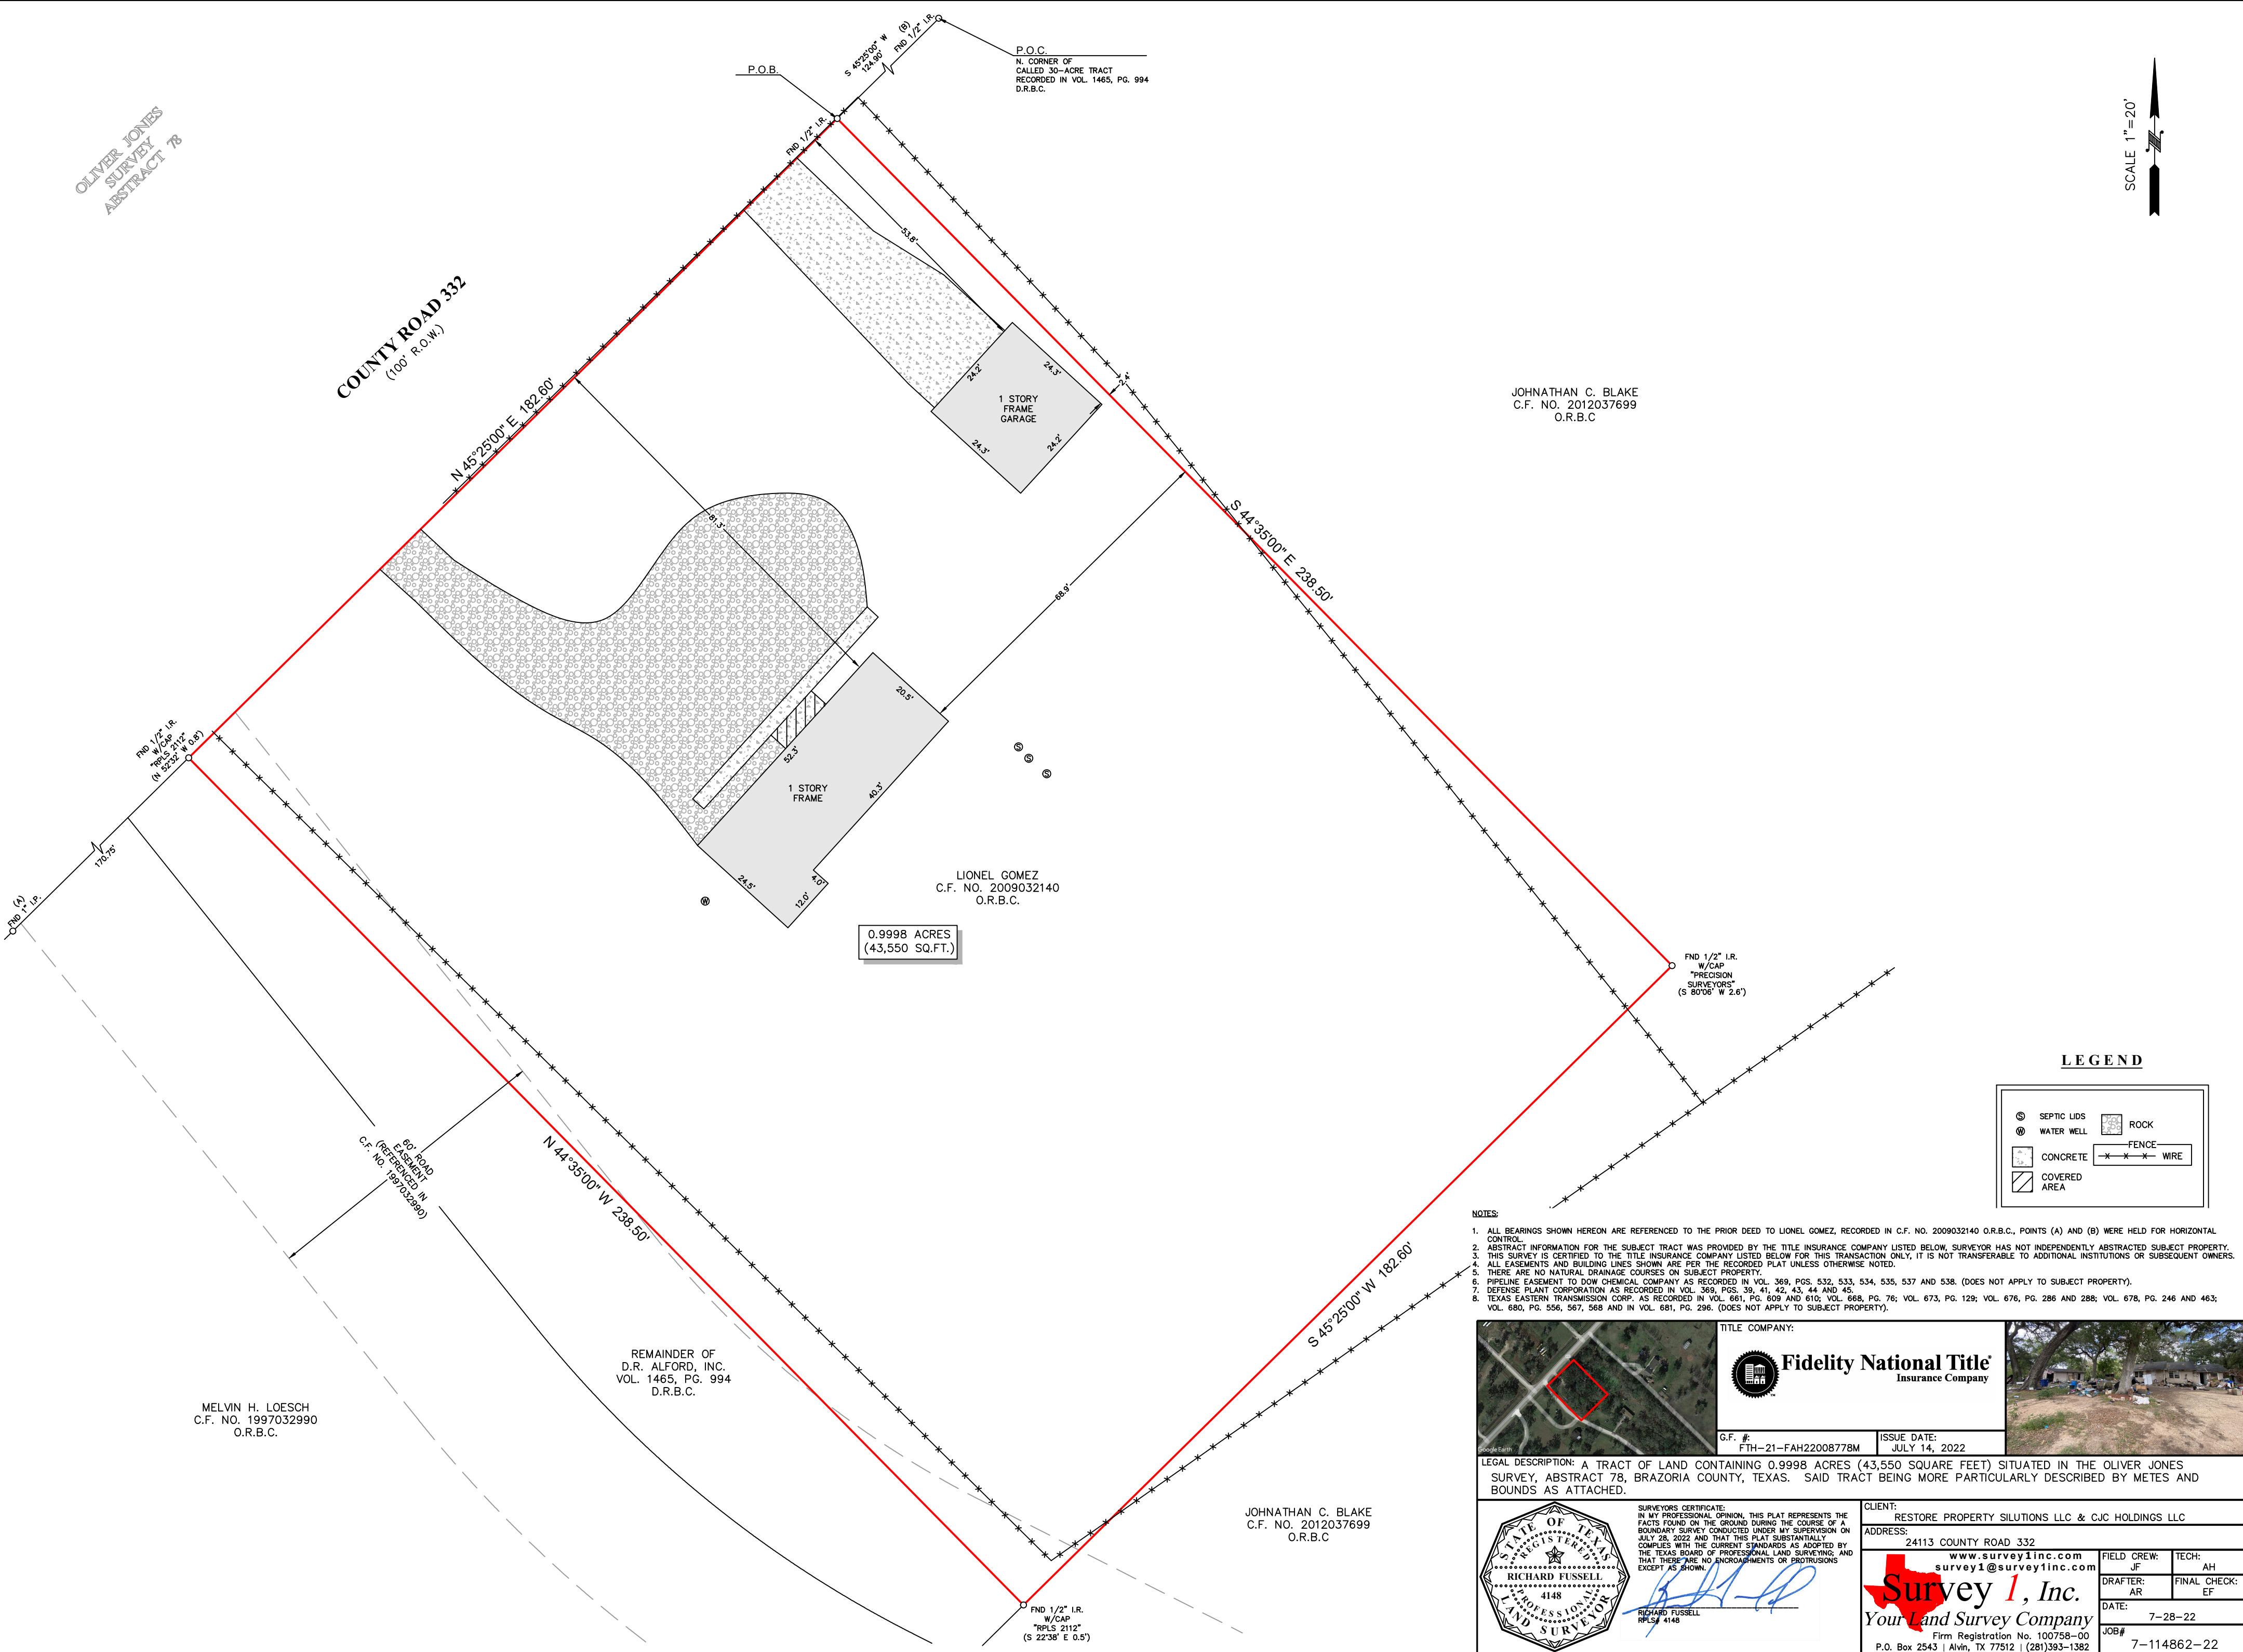 S 45°25'00" W (B)
124.90' FND 1/2" I.R.
P.O.C.
N. CORNER OF
CALLED 30-ACRE TRACT
RECORDED IN VOL. 1465, PG. 994
D.R.B.C.
P.O.B.
FND 1/2" I.R.
OLIVER JONES
SURVEY
ABSTRACT 78
SCALE 1"=20'
N
COUNTY ROAD 332
(100' R.O.W.)
N 45°25'00" E 182.60'
53.8'
24.2'
24.3'
1 STORY
FRAME
GARAGE
24.3'
24.2'
2.4'
JOHNATHAN C. BLAKE
C.F. NO. 2012037699
O.R.B.C
S 44°35'00" E 238.50'
81.3'
68.9'
20.5'
52.3'
1 STORY
FRAME
40.3'
24.5'
4.0'
12.0'
S
S
S
W
FND 1/2" I.R.
W/CAP
"RPLS 2112"
(N 52°32' W 0.8')
170.75'
(A)
FND 1" I.P.
LIONEL GOMEZ
C.F. NO. 2009032140
O.R.B.C.
0.9998 ACRES
(43,550 SQ.FT.)
FND 1/2" I.R.
W/CAP
"PRECISION
SURVEYORS"
(S 80°06' W 2.6')
60' ROAD
EASEMENT
(REFERENCED IN
C.F. NO. 1997032990)
N 44°35'00" W 238.50'
S 45°25'00" W 182.60'
REMAINDER OF
D.R. ALFORD, INC.
VOL. 1465, PG. 994
D.R.B.C.
MELVIN H. LOESCH
C.F. NO. 1997032990
O.R.B.C.
JOHNATHAN C. BLAKE
C.F. NO. 2012037699
O.R.B.C
FND 1/2" I.R.
W/CAP
"RPLS 2112"
(S 22°38' E 0.5')
LEGEND
S SEPTIC LIDS
ROCK
W WATER WELL
FENCE
CONCRETE
WIRE
COVERED
AREA
NOTES:
1. ALL BEARINGS SHOWN HEREON ARE REFERENCED TO THE PRIOR DEED TO LIONEL GOMEZ, RECORDED IN C.F. NO. 2009032140 O.R.B.C., POINTS (A) AND (B) WERE HELD FOR HORIZONTAL
CONTROL.
2. ABSTRACT INFORMATION FOR THE SUBJECT TRACT WAS PROVIDED BY THE TITLE INSURANCE COMPANY LISTED BELOW, SURVEYOR HAS NOT INDEPENDENTLY ABSTRACTED SUBJECT PROPERTY.
3. THIS SURVEY IS CERTIFIED TO THE TITLE INSURANCE COMPANY LISTED BELOW FOR THIS TRANSACTION ONLY, IT IS NOT TRANSFERABLE TO ADDITIONAL INSTITUTIONS OR SUBSEQUENT OWNERS.
4. ALL EASEMENTS AND BUILDING LINES SHOWN ARE PER THE RECORDED PLAT UNLESS OTHERWISE NOTED.
5. THERE ARE NO NATURAL DRAINAGE COURSES ON SUBJECT PROPERTY.
6. PIPELINE EASEMENT TO DOW CHEMICAL COMPANY AS RECORDED IN VOL. 369, PGS. 532, 533, 534, 535, 537 AND 538. (DOES NOT APPLY TO SUBJECT PROPERTY).
7. DEFENSE PLANT CORPORATION AS RECORDED IN VOL. 369, PGS. 39, 41, 42, 43, 44 AND 45.
8. TEXAS EASTERN TRANSMISSION CORP. AS RECORDED IN VOL. 661, PG. 609 AND 610; VOL. 668, PG. 76; VOL. 673, PG. 129; VOL. 676, PG. 286 AND 288; VOL. 678, PG. 246 AND 463;
VOL. 680, PG. 556, 567, 568 AND IN VOL. 681, PG. 296. (DOES NOT APPLY TO SUBJECT PROPERTY).
Google Earth
TITLE COMPANY:
Fidelity National Title®
Insurance Company
G.F. #:
FTH-21-FAH22008778M
ISSUE DATE:
JULY 14, 2022
LEGAL DESCRIPTION: A TRACT OF LAND CONTAINING 0.9998 ACRES (43,550 SQUARE FEET) SITUATED IN THE OLIVER JONES
SURVEY, ABSTRACT 78, BRAZORIA COUNTY, TEXAS. SAID TRACT BEING MORE PARTICULARLY DESCRIBED BY METES AND
BOUNDS AS ATTACHED.
STATE OF TEXAS
REGISTERED
RICHARD FUSSELL
4148
PROFESSIONAL
LAND SURVEYOR
SURVEYORS CERTIFICATE:
IN MY PROFESSIONAL OPINION, THIS PLAT REPRESENTS THE
FACTS FOUND ON THE GROUND DURING THE COURSE OF A
BOUNDARY SURVEY CONDUCTED UNDER MY SUPERVISION ON
JULY 28, 2022 AND THAT THIS PLAT SUBSTANTIALLY
COMPLIES WITH THE CURRENT STANDARDS AS ADOPTED BY
THE TEXAS BOARD OF PROFESSIONAL LAND SURVEYING; AND
THAT THERE ARE NO ENCROACHMENTS OR PROTRUSIONS
EXCEPT AS SHOWN.
RICHARD FUSSELL
RPLS# 4148
CLIENT:
RESTORE PROPERTY SILUTIONS LLC & CJC HOLDINGS LLC
ADDRESS:
24113 COUNTY ROAD 332
www.survey1inc.com
survey1@survey1inc.com
Survey 1, Inc.
Your Land Survey Company
Firm Registration No. 100758-00
P.O. Box 2543 | Alvin, TX 77512 | (281)393-1382
FIELD CREW:
JF
TECH:
AH
DRAFTER:
AR
FINAL CHECK:
EF
DATE:
7-28-22
JOB#
7-114862-22